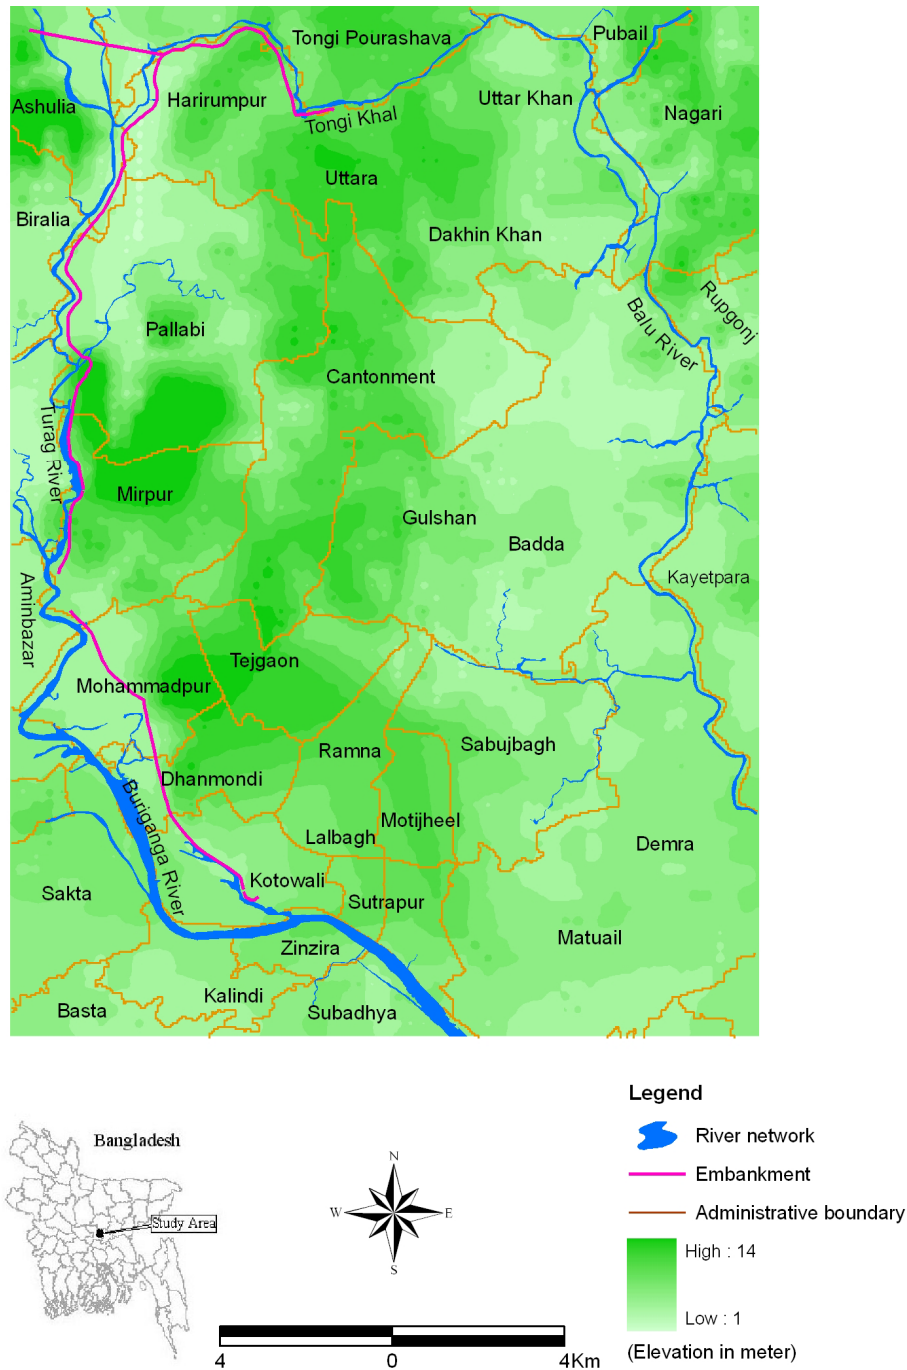 Tongi Pourashava
Pubail
Ashulia
Harirumpur
Uttar Khan
Nagari
Tongi Khal
Uttara
Biralia
Dakhin Khan
Rupgonj
Balu River
Pallabi
Cantonment
Turag River
Mirpur
Gulshan
Badda
Kayetpara
Aminbazar
Tejgaon
Mohammadpur
Ramna
Sabujbagh
Dhanmondi
Buriganga River
Motijheel
Lalbagh
Demra
Kotowali
Sakta
Sutrapur
Matuail
Zinzira
Kalindi
Basta
Subadhya
Legend
River network
Embankment
Administrative boundary
High : 14
Low : 1
(Elevation in meter)
Bangladesh
Study Area
N
W
E
S
4 0 4Km